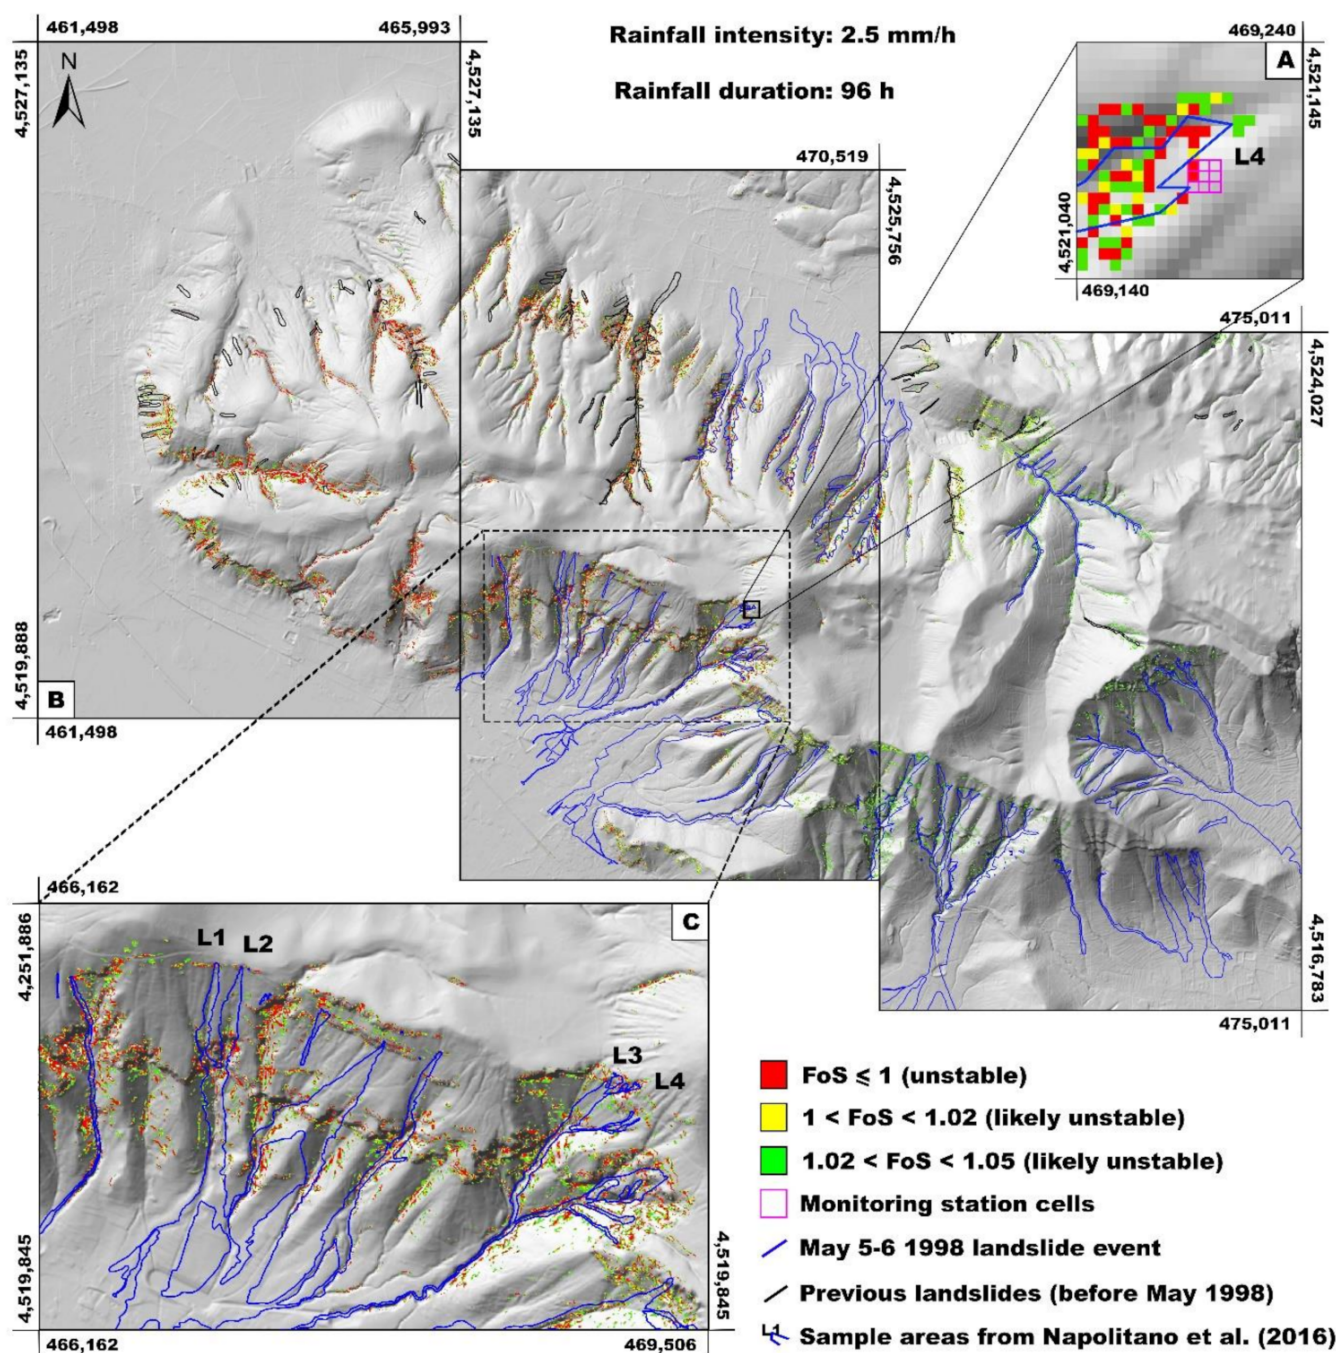 461,498
465,993
Rainfall intensity: 2.5 mm/h
469,240
4,527,135
N
4,527,135
Rainfall duration: 96 h
A
4,521,145
470,519
L4
4,525,756
4,521,040
469,140
475,011
4,524,027
4,519,888
B
461,498
466,162
4,251,886
C
L1
L2
L3
L4
4,516,783
475,011
4,519,845
4,519,845
466,162
469,506
FoS ⩽ 1 (unstable)
1 < FoS < 1.02 (likely unstable)
1.02 < FoS < 1.05 (likely unstable)
Monitoring station cells
May 5-6 1998 landslide event
Previous landslides (before May 1998)
L1 Sample areas from Napolitano et al. (2016)